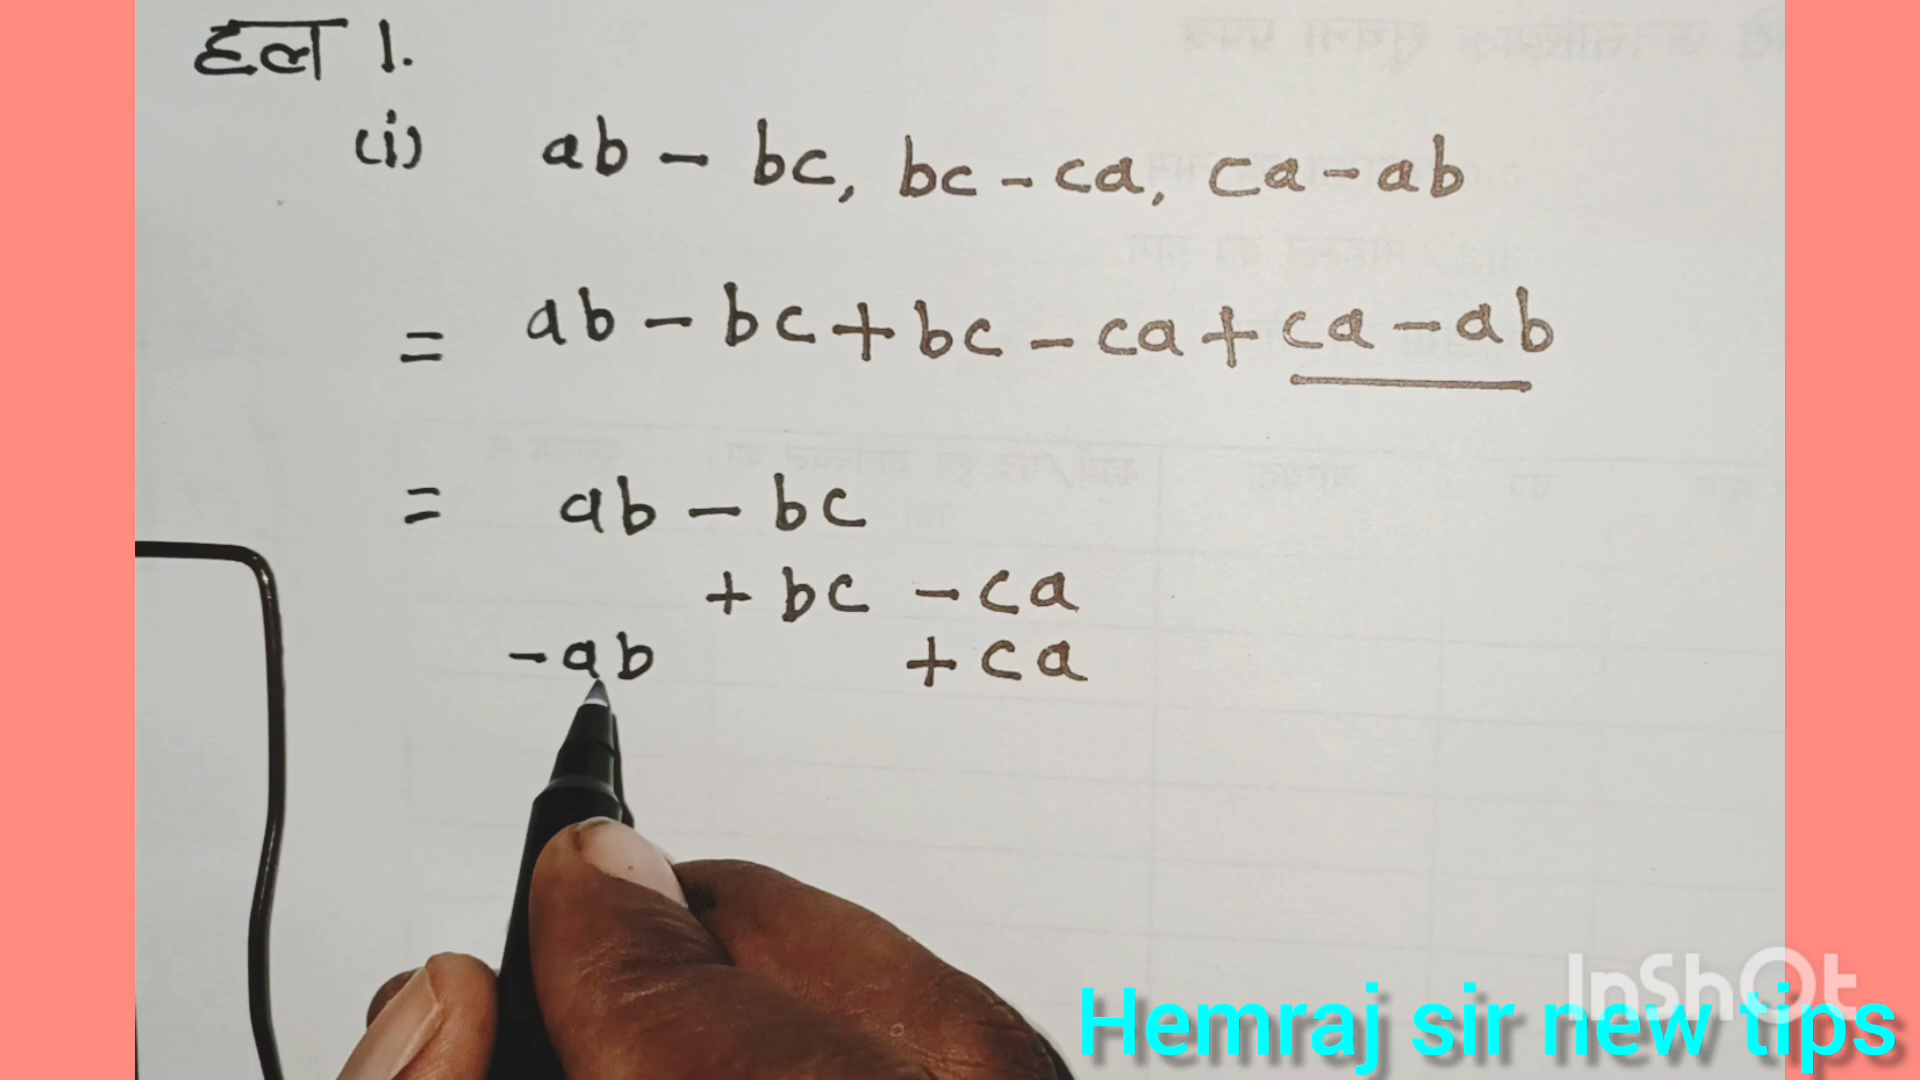 हल 1.
(i) ab - bc, bc - ca, ca - ab
= ab - bc + bc - ca + ca - ab
= ab - bc
+ bc - ca
- ab + ca
InShOt
Hemraj sir new tips